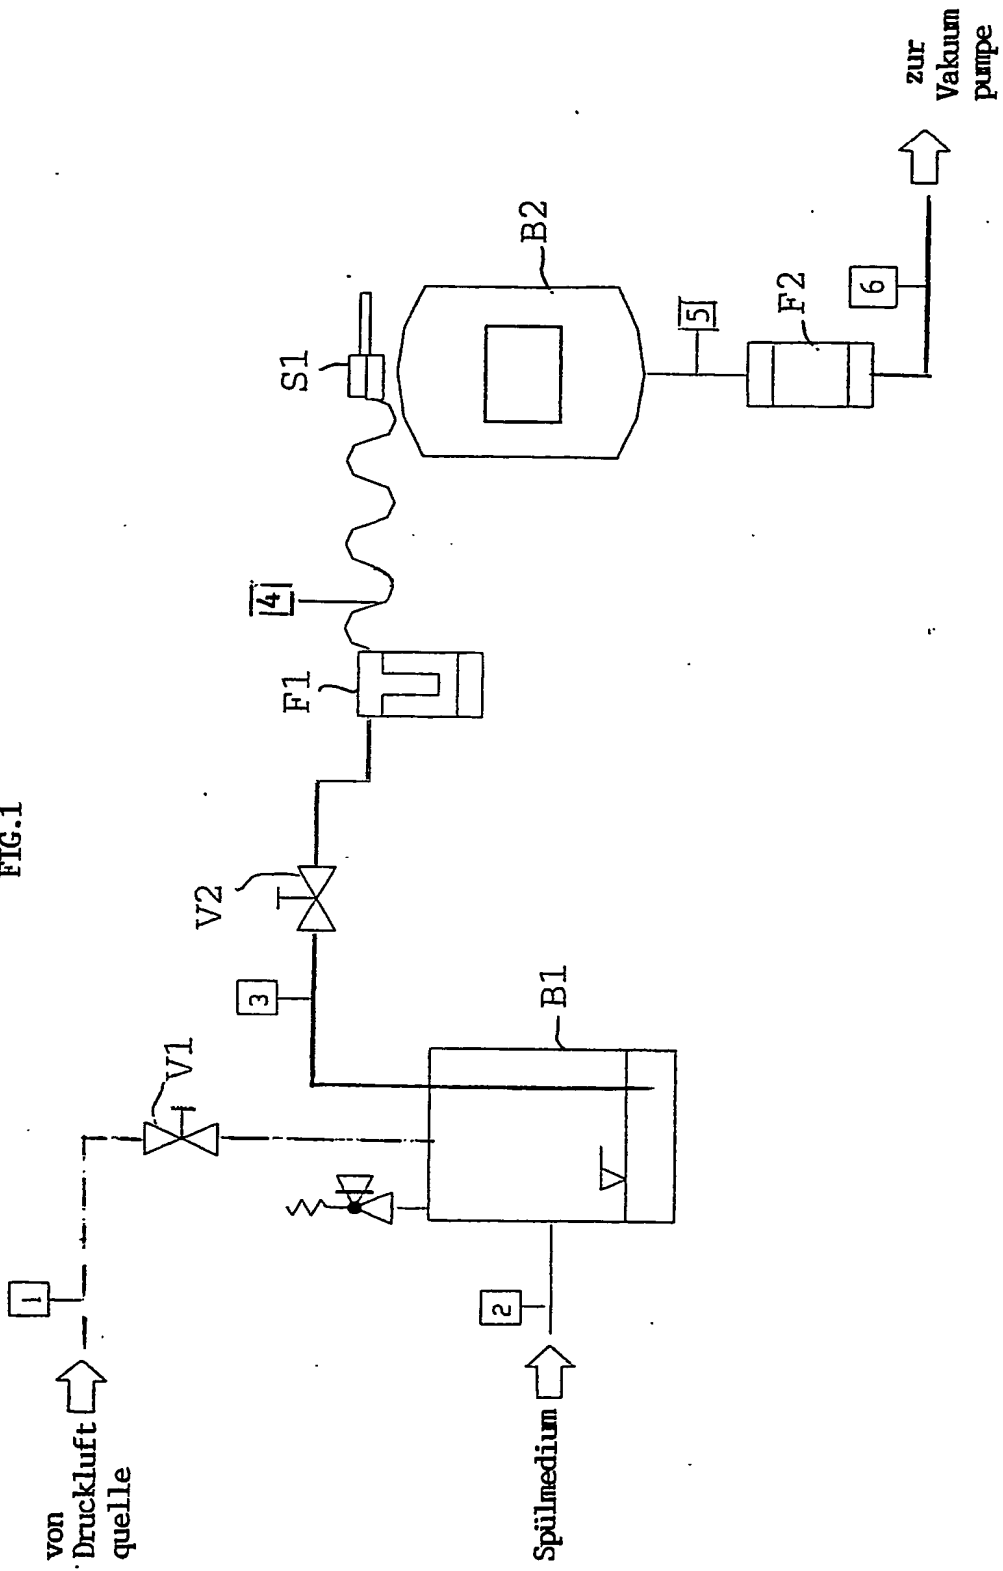 FIG.1
von
Druckluft
quelle
1
V1
Spülmedium
2
B1
3
V2
F1
4
S1
B2
5
F2
6
zur
Vakuum
pumpe